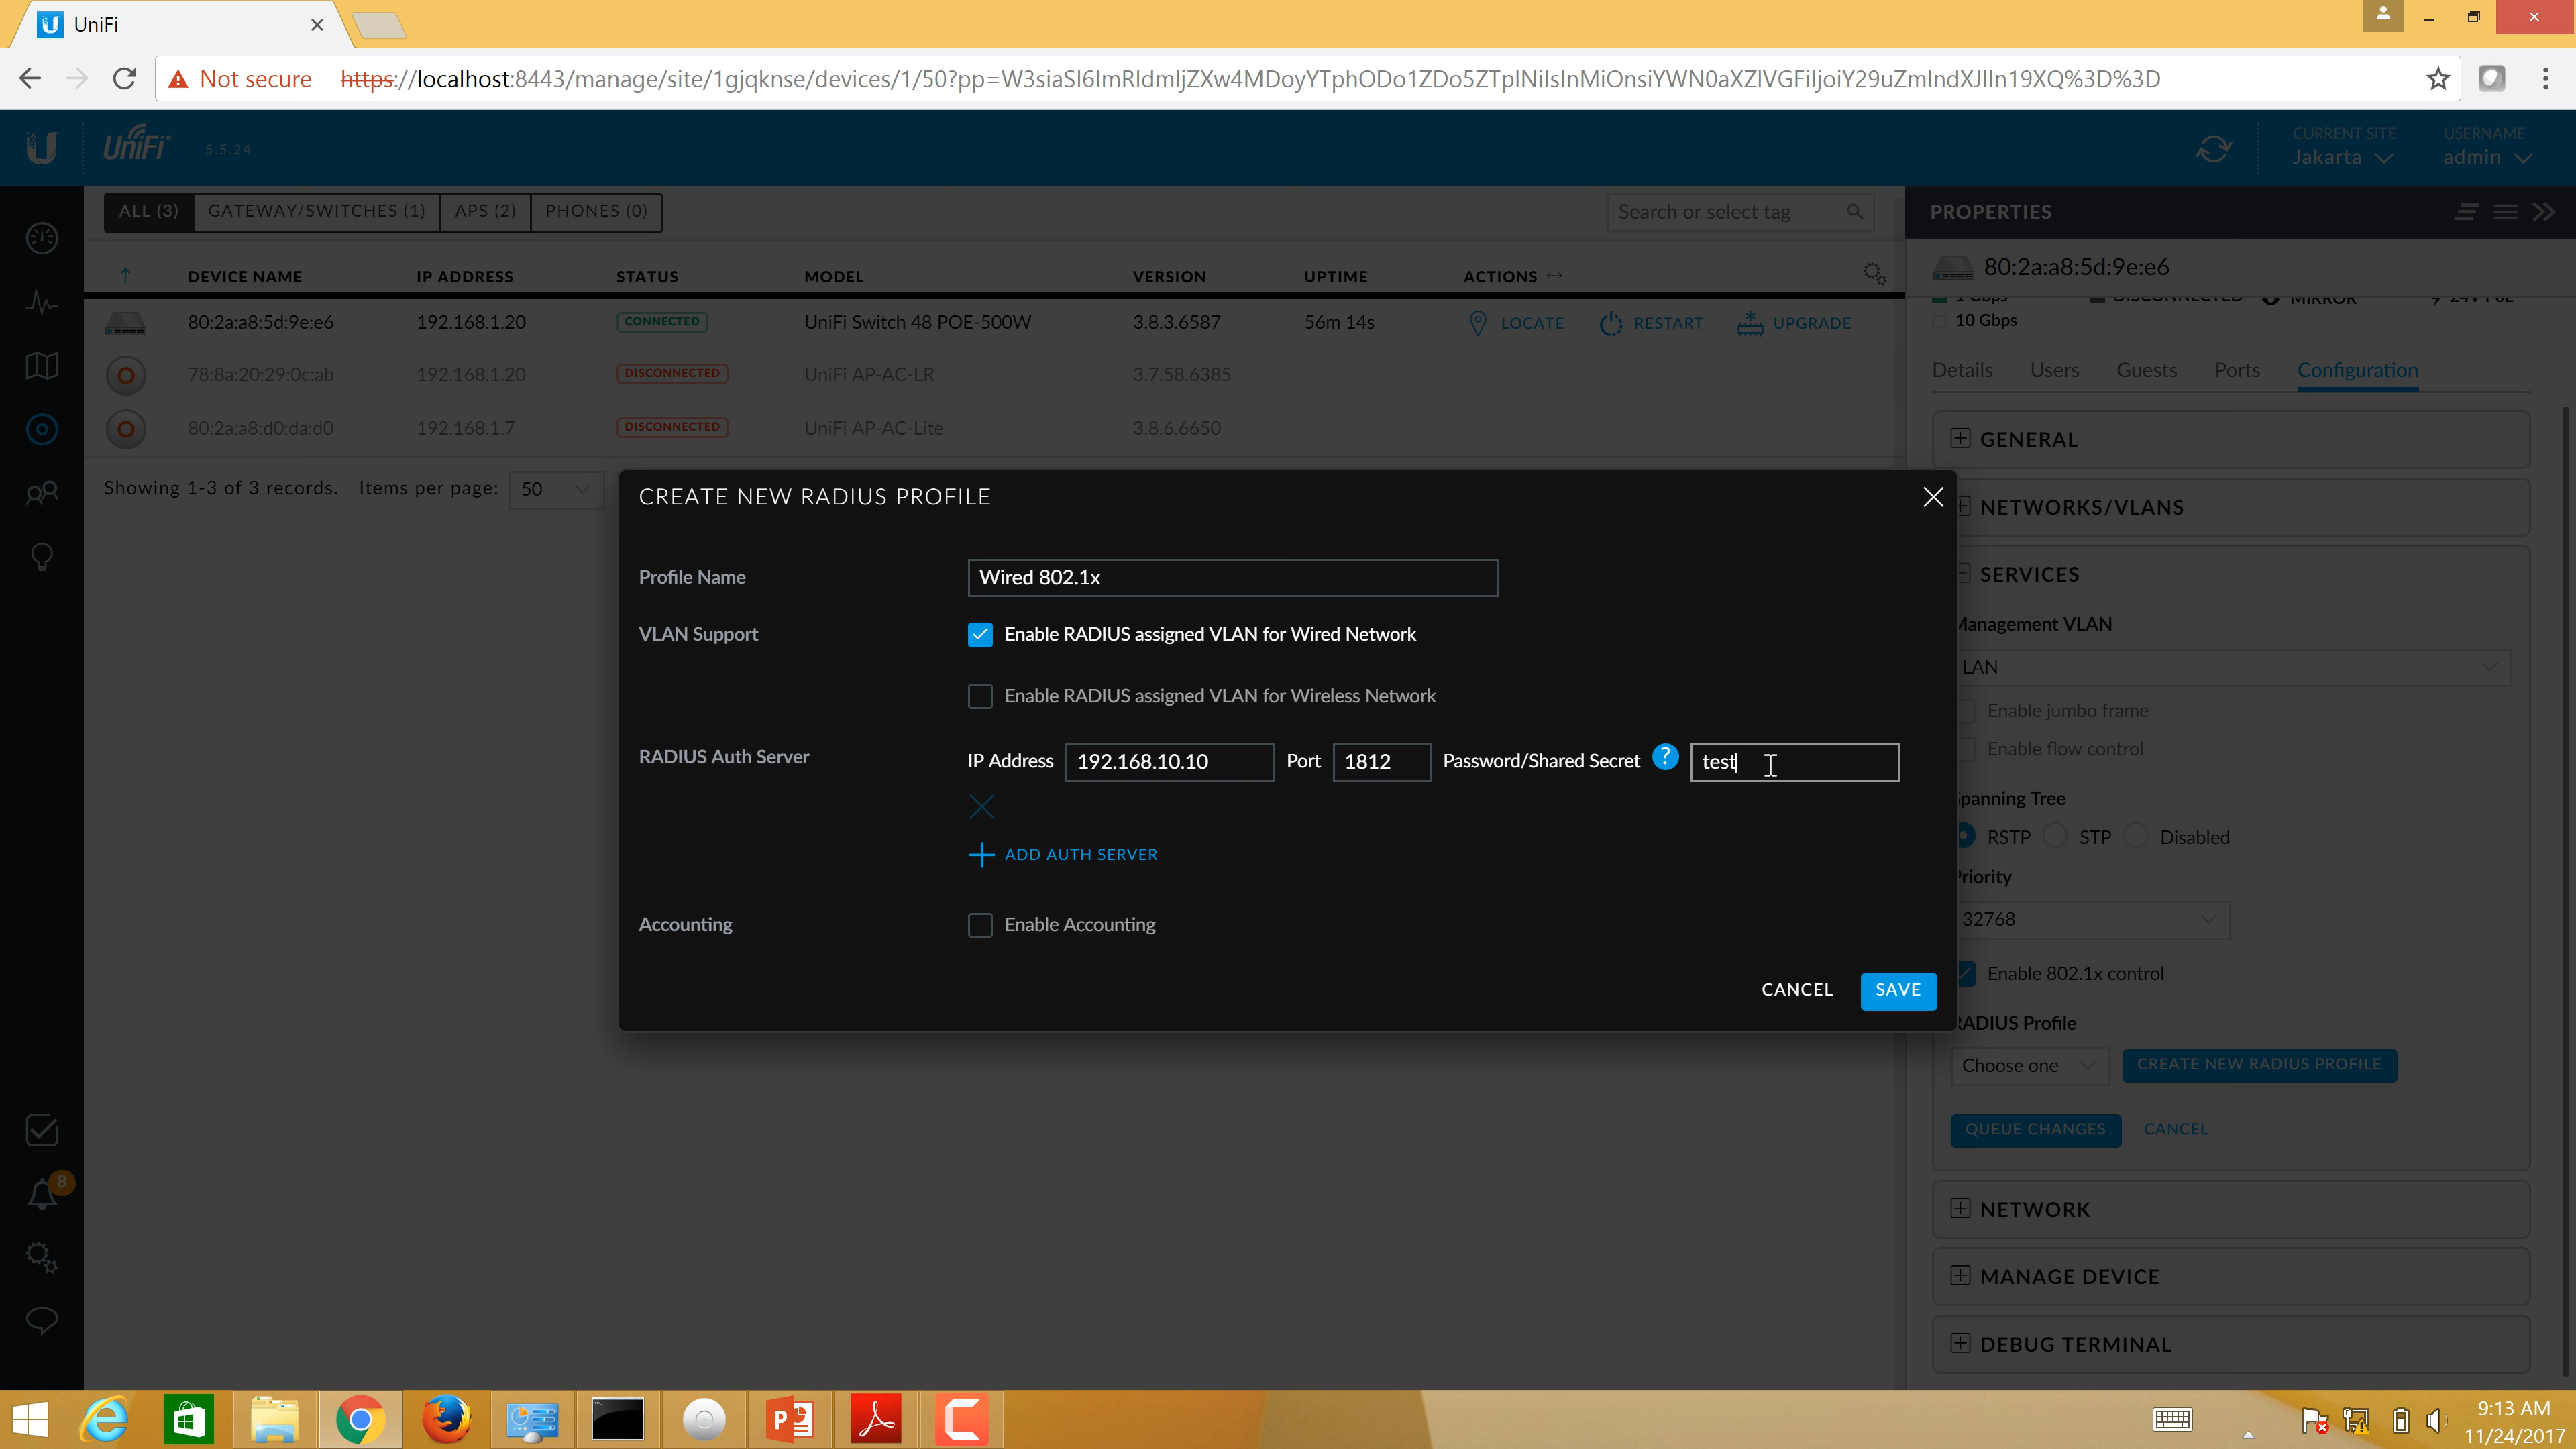 UniFi
Not secure https://localhost:8443/manage/site/1gjqknse/devices/1/50?pp=W3siaSI6ImRldmljZXw4MDoyYTphODo1ZDo5ZTplNiIsInMiOnsiYWN0aXZlVGFiIjoiY29uZmlndXJlIn19XQ%3D%3D
UniFi 5.5.24
CURRENT SITE USERNAME
Jakarta admin
ALL (3) GATEWAY/SWITCHES (1) APS (2) PHONES (0) Search or select tag PROPERTIES
80:2a:a8:5d:9e:e6
DEVICE NAME IP ADDRESS STATUS MODEL VERSION UPTIME ACTIONS
80:2a:a8:5d:9e:e6 192.168.1.20 CONNECTED UniFi Switch 48 POE-500W 3.8.3.6587 56m 14s LOCATE RESTART UPGRADE
10 Gbps
78:8a:20:29:0c:ab 192.168.1.20 DISCONNECTED UniFi AP-AC-LR 3.7.58.6385
Details Users Guests Ports Configuration
80:2a:a8:d0:da:d0 192.168.1.7 DISCONNECTED UniFi AP-AC-Lite 3.8.6.6650
GENERAL
Showing 1-3 of 3 records. Items per page: 50
CREATE NEW RADIUS PROFILE
NETWORKS/VLANS
Profile Name Wired 802.1x
SERVICES
VLAN Support Enable RADIUS assigned VLAN for Wired Network
Management VLAN
LAN
Enable RADIUS assigned VLAN for Wireless Network
Enable jumbo frame
Enable flow control
RADIUS Auth Server IP Address 192.168.10.10 Port 1812 Password/Shared Secret ? test
panning Tree
RSTP STP Disabled
ADD AUTH SERVER
riority
32768
Accounting Enable Accounting
Enable 802.1x control
CANCEL SAVE
ADIUS Profile
Choose one CREATE NEW RADIUS PROFILE
QUEUE CHANGES CANCEL
8
NETWORK
MANAGE DEVICE
DEBUG TERMINAL
9:13 AM
11/24/2017